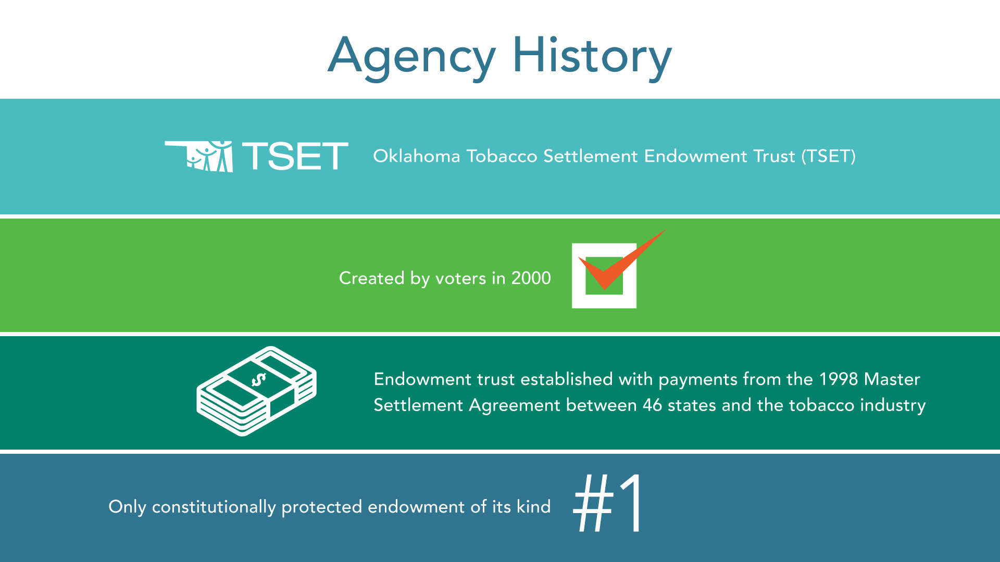 Agency History
TSET
Oklahoma Tobacco Settlement Endowment Trust (TSET)
Created by voters in 2000
$
Endowment trust established with payments from the 1998 Master
Settlement Agreement between 46 states and the tobacco industry
Only constitutionally protected endowment of its kind
#1